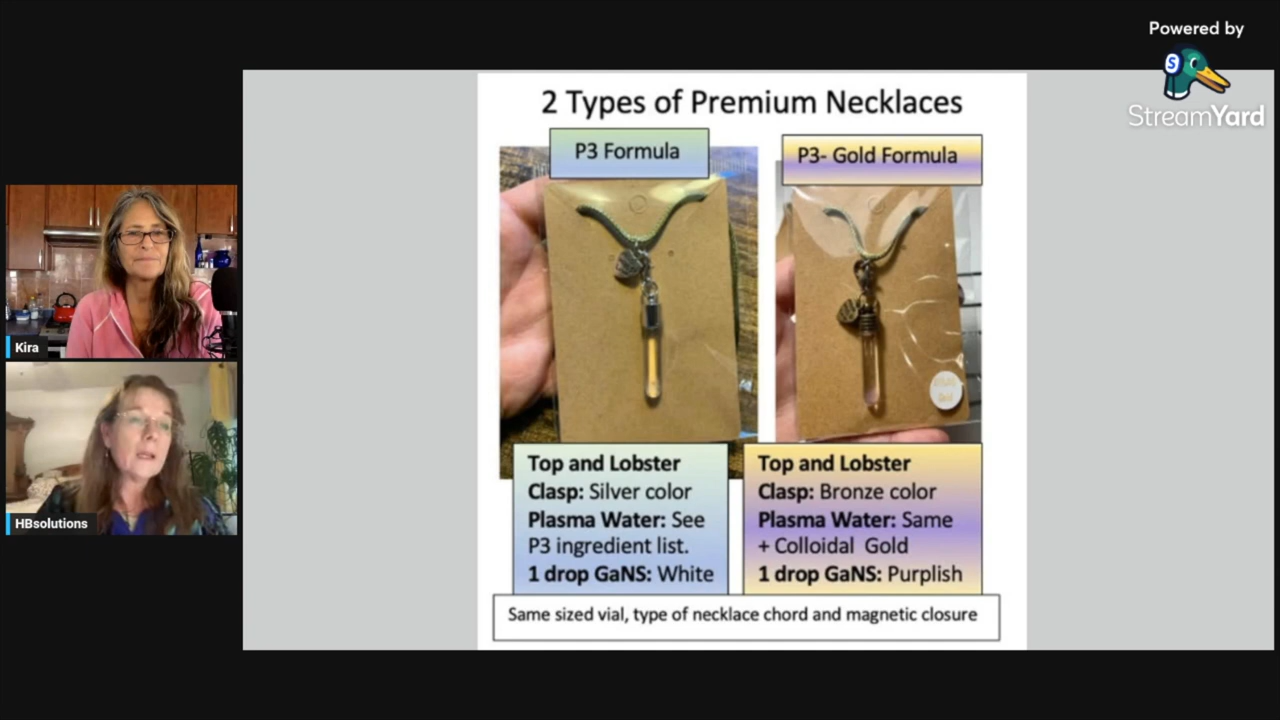 Powered by
StreamYard
2 Types of Premium Necklaces
P3 Formula
P3- Gold Formula
Top and Lobster
Clasp: Silver color
Plasma Water: See
P3 ingredient list.
1 drop GaNS: White
Top and Lobster
Clasp: Bronze color
Plasma Water: Same
+ Colloidal Gold
1 drop GaNS: Purplish
Same sized vial, type of necklace chord and magnetic closure
Kira
HBsolutions